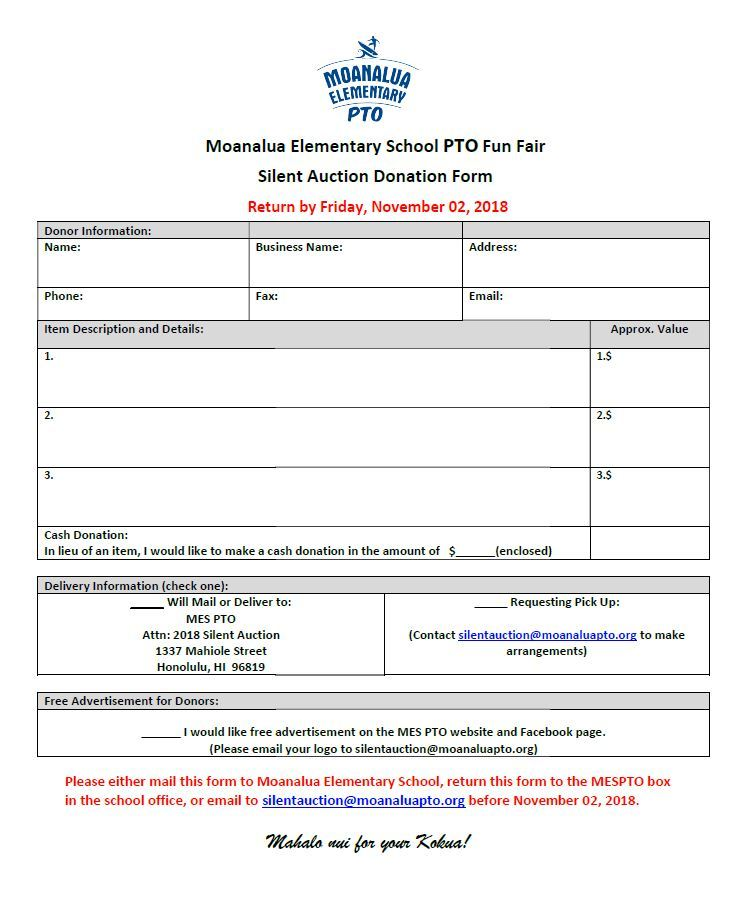 MOANALUA
ELEMENTARY
PTO
Moanalua Elementary School PTO Fun Fair
Silent Auction Donation Form
Return by Friday, November 02, 2018
Donor Information:
Name: Business Name: Address:
Phone: Fax: Email:
Item Description and Details: Approx. Value
1. 1.$
2. 2.$
3. 3.$
Cash Donation:
In lieu of an item, I would like to make a cash donation in the amount of $______(enclosed)
Delivery Information (check one):
_____ Will Mail or Deliver to:
MES PTO
Attn: 2018 Silent Auction
1337 Mahiole Street
Honolulu, HI 96819
_____ Requesting Pick Up:
(Contact silentauction@moanaluapto.org to make
arrangements)
Free Advertisement for Donors:
______ I would like free advertisement on the MES PTO website and Facebook page.
(Please email your logo to silentauction@moanaluapto.org)
Please either mail this form to Moanalua Elementary School, return this form to the MESPTO box
in the school office, or email to silentauction@moanaluapto.org before November 02, 2018.
Mahalo nui for your Kokua!